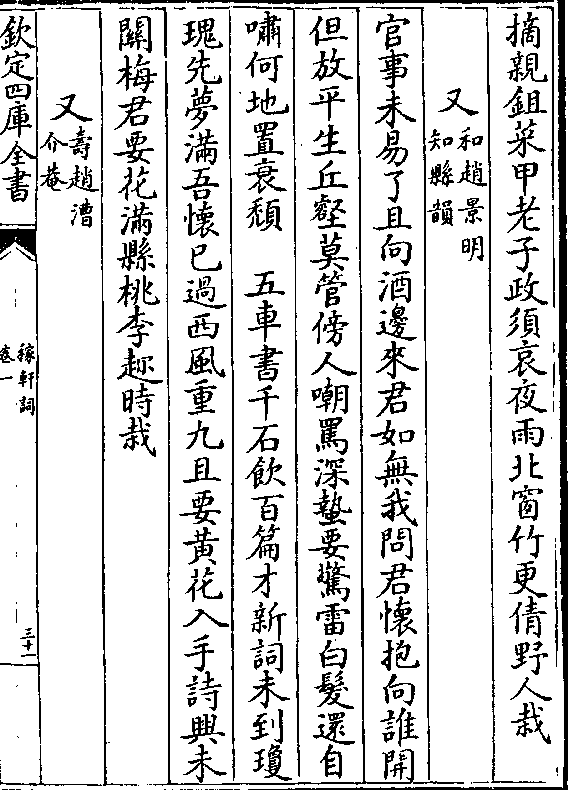 摘親鉏菜甲老子政須哀夜雨北窗竹更倩野人栽
又和趙景明知縣韻
官事未易了且向酒邊來君如無我問君懷抱向誰開
但放平生丘壑莫管傍人嘲罵深蟄要驚雷白髮還自
嘯何地置衰頹　五車書千石飲百篇才新詞未到瓊
瑰先夢滿吾懷已過西風重九且要黃花入手詩興未
關梅君要花滿縣桃李趂時栽
又壽趙漕介菴
欽定四庫全書
稼軒詞
卷一
三十一